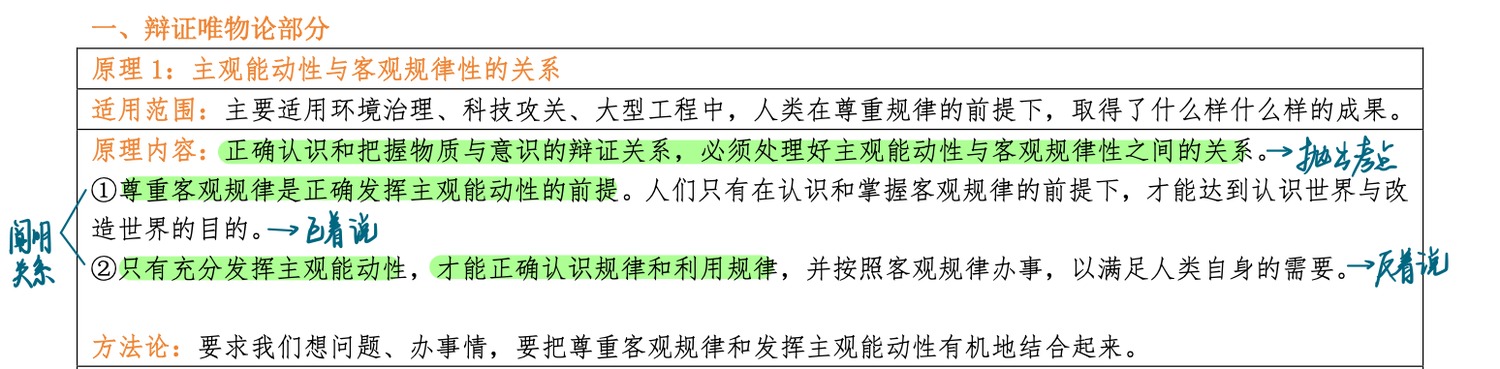 一、辩证唯物论部分
原理 1：主观能动性与客观规律性的关系
适用范围：主要适用环境治理、科技攻关、大型工程中，人类在尊重规律的前提下，取得了什么样什么样的成果。
原理内容：正确认识和把握物质与意识的辩证关系，必须处理好主观能动性与客观规律性之间的关系。→抛出考点
①尊重客观规律是正确发挥主观能动性的前提。人们只有在认识和掌握客观规律的前提下，才能达到认识世界与改
造世界的目的。→正着说
阐明
关系
②只有充分发挥主观能动性，才能正确认识规律和利用规律，并按照客观规律办事，以满足人类自身的需要。→反着说
方法论：要求我们想问题、办事情，要把尊重客观规律和发挥主观能动性有机地结合起来。